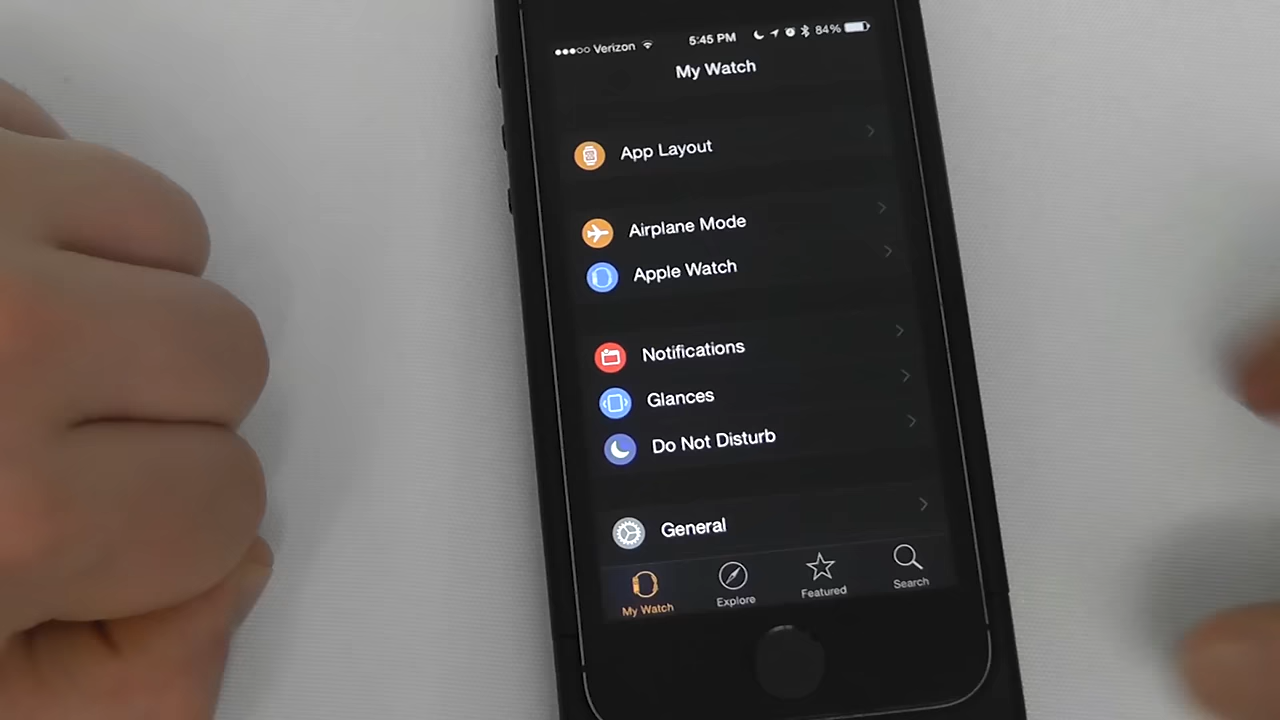 Verizon 5:45 PM 84%
My Watch
App Layout
Airplane Mode
Apple Watch
Notifications
Glances
Do Not Disturb
General
My Watch Explore Featured Search